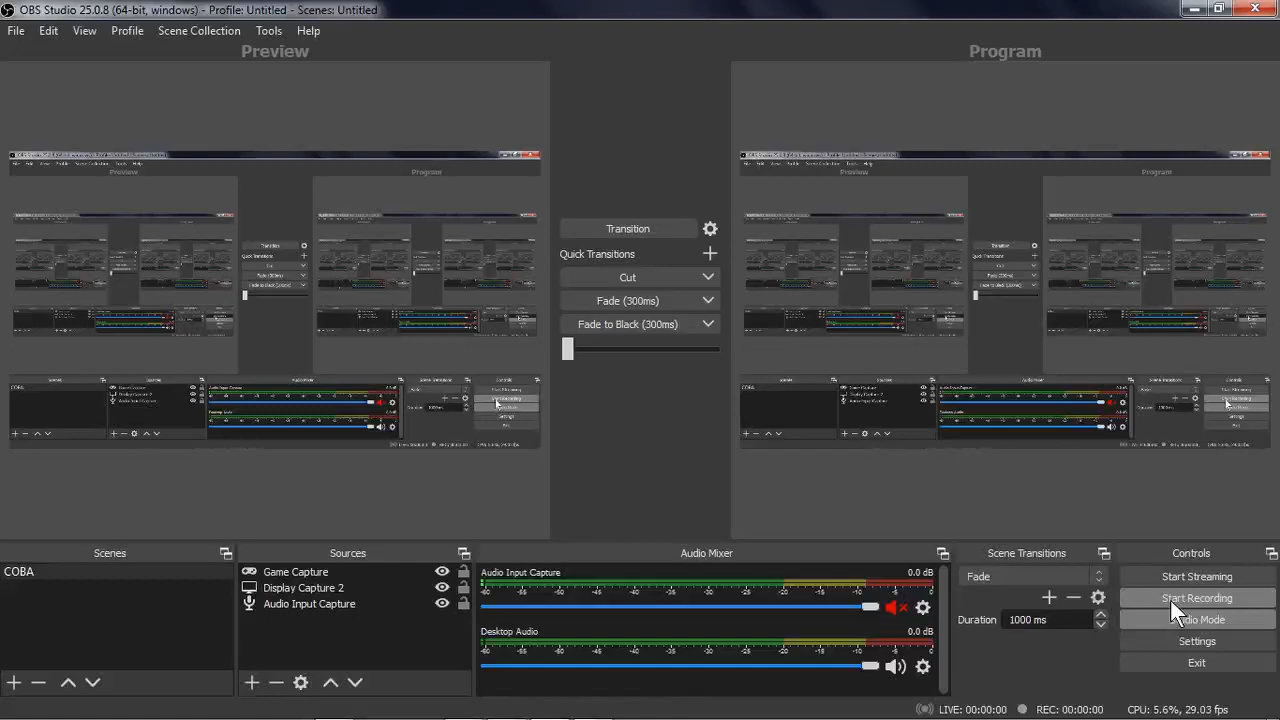 OBS Studio 25.0.8 (64-bit, windows) - Profile: Untitled - Scenes: Untitled
File Edit View Profile Scene Collection Tools Help
Preview
Program
Transition
Quick Transitions
Cut
Fade (300ms)
Fade to Black (300ms)
Scenes
COBA
Sources
Game Capture
Display Capture 2
Audio Input Capture
Audio Mixer
Audio Input Capture 0.0 dB
-60 -55 -50 -45 -40 -35 -30 -25 -20 -15 -10 -5 0
Desktop Audio 0.0 dB
-60 -55 -50 -45 -40 -35 -30 -25 -20 -15 -10 -5 0
Scene Transitions
Fade
Duration 1000 ms
Controls
Start Streaming
Start Recording
Mode
Settings
Exit
LIVE: 00:00:00 REC: 00:00:00 CPU: 5.6%, 29.03 fps